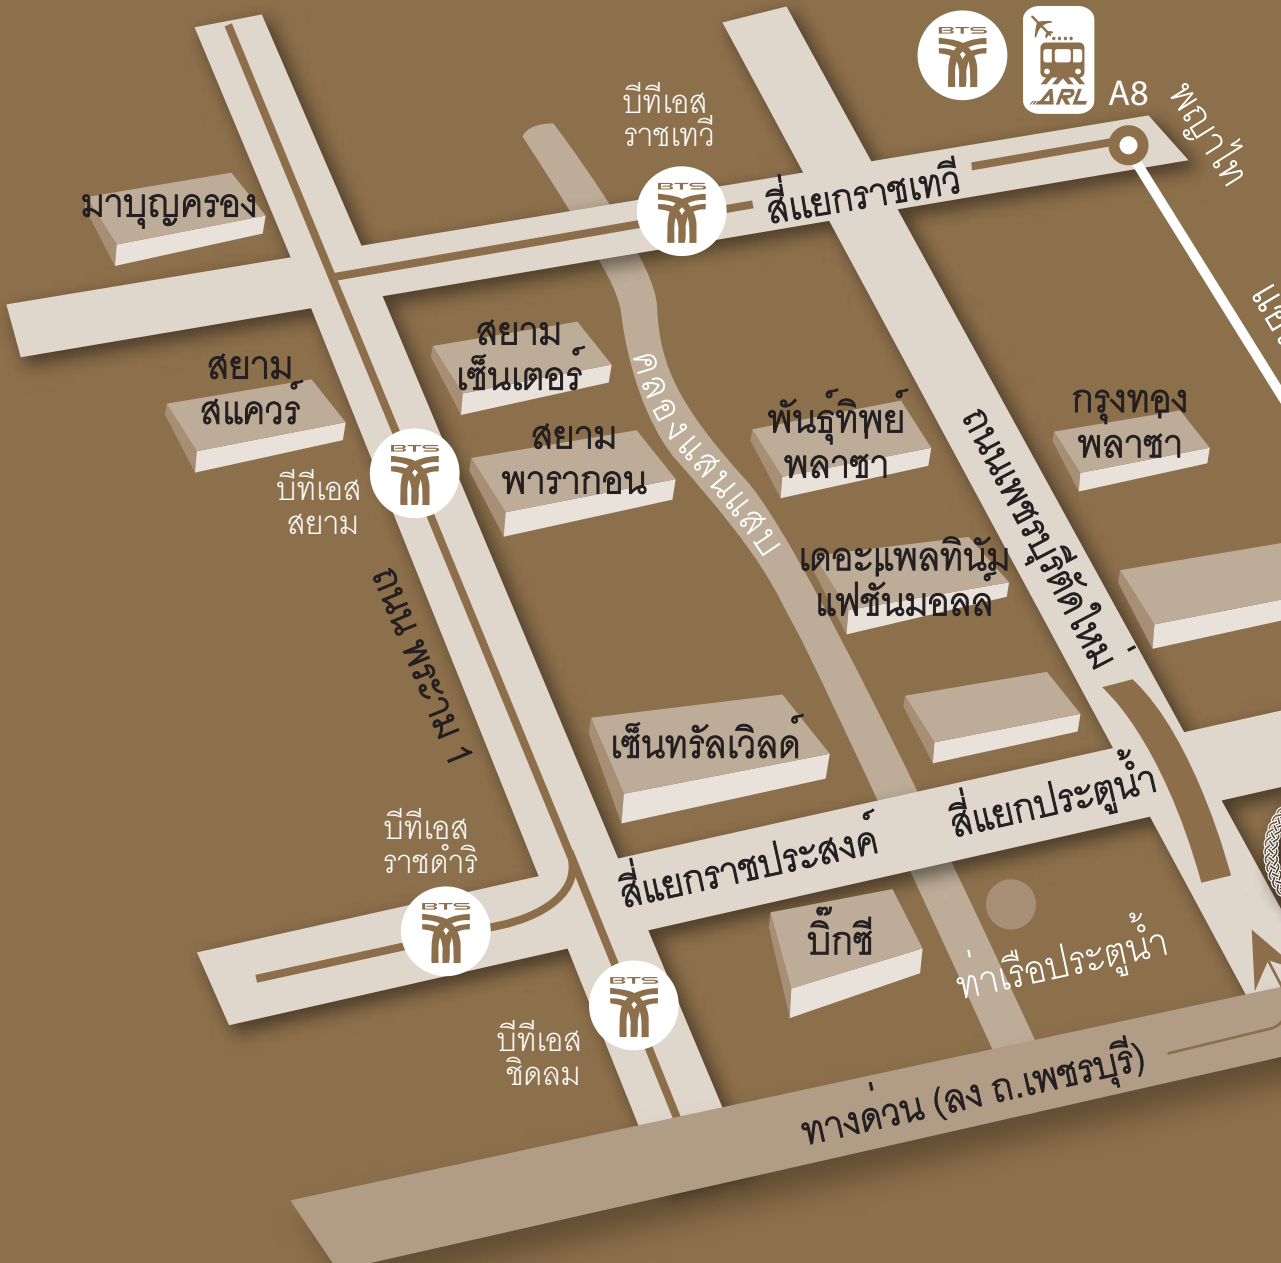 BTS
ARL
A8
พญาไท
บีทีเอส
ราชเทวี
BTS
สี่แยกราชเทวี
มาบุญครอง
สยาม
เซ็นเตอร์
สยาม
สแควร์
สยาม
พารากอน
คลองแสนแสบ
พันธุ์ทิพย์
พลาซา
กรุงทอง
พลาซา
ถนนเพชรบุรีตัดใหม่
BTS
บีทีเอส
สยาม
เดอะแพลทินัม
แฟชั่นมอลล์
ถนน พระราม 1
เซ็นทรัลเวิลด์
สี่แยกประตูน้ำ
สี่แยกราชประสงค์
บีทีเอส
ราชดำริ
BTS
บิ๊กซี
ท่าเรือประตูน้ำ
BTS
บีทีเอส
ชิดลม
ทางด่วน (ลง ถ.เพชรบุรี)